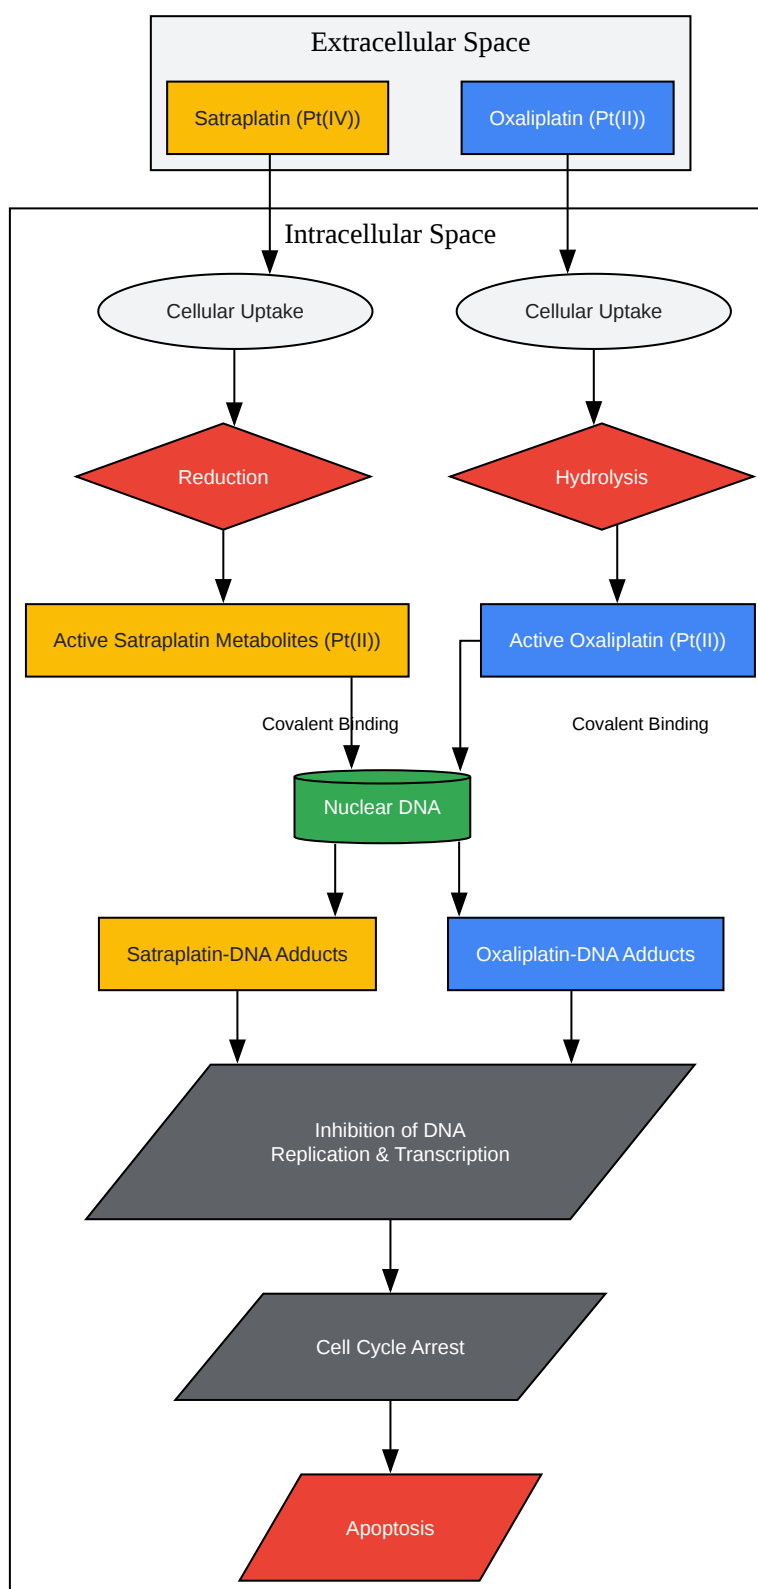 Extracellular Space
Satraplatin (Pt(IV))
Oxaliplatin (Pt(II))
Intracellular Space
Cellular Uptake
Cellular Uptake
Reduction
Hydrolysis
Active Satraplatin Metabolites (Pt(II))
Active Oxaliplatin (Pt(II))
Covalent Binding
Covalent Binding
Nuclear DNA
Satraplatin-DNA Adducts
Oxaliplatin-DNA Adducts
Inhibition of DNA
Replication & Transcription
Cell Cycle Arrest
Apoptosis